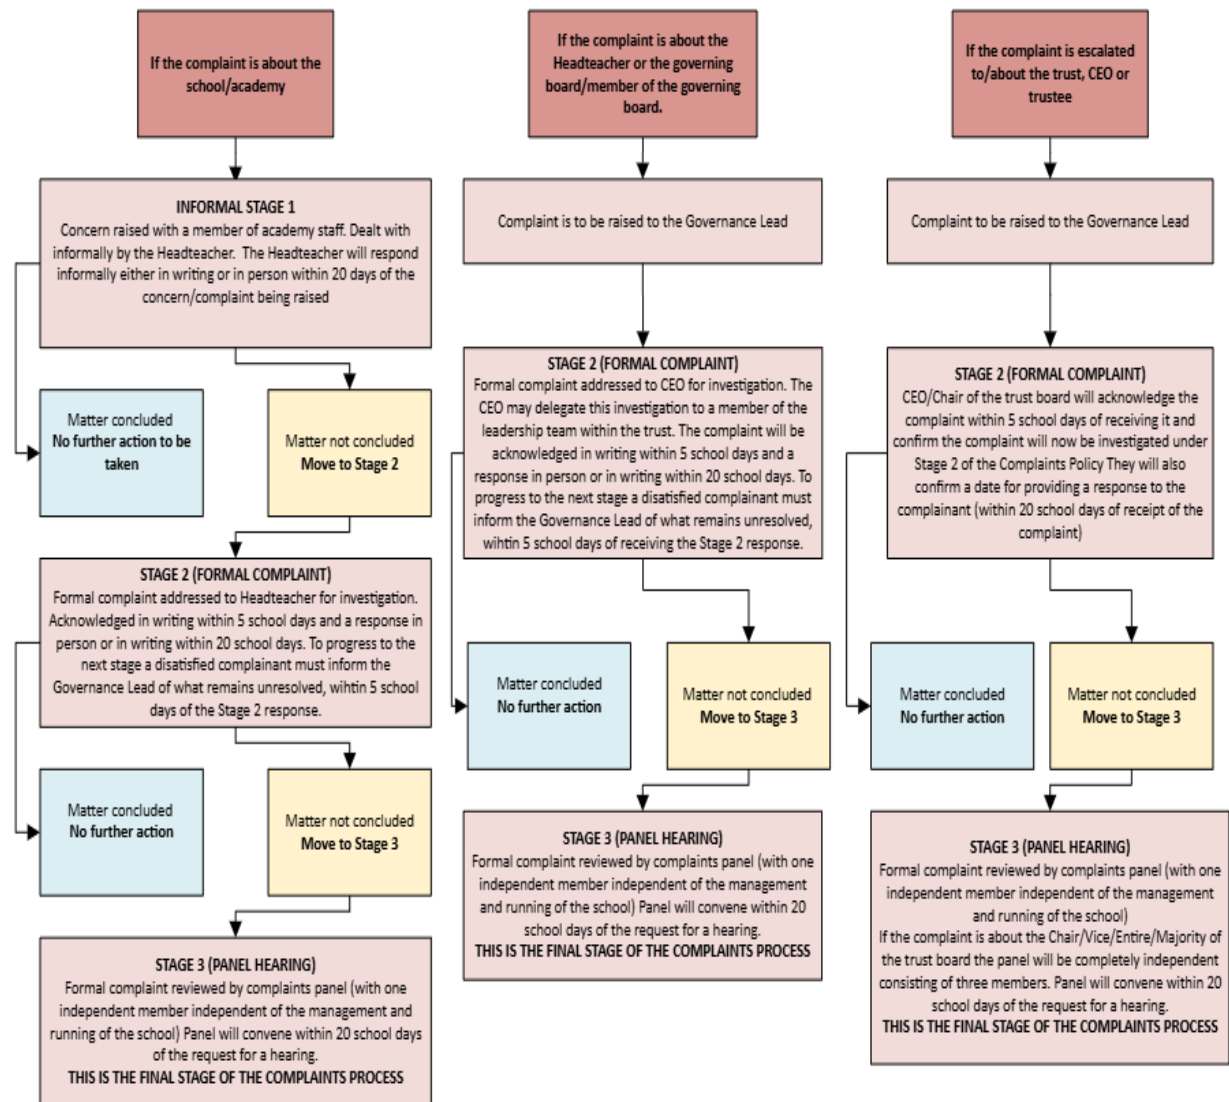 If the complaint is about the
school/academy
INFORMAL STAGE 1
Concern raised with a member of academy staff. Dealt with
informally by the Headteacher. The Headteacher will respond
informally either in writing or in person within 20 days of the
concern/complaint being raised
Matter concluded
No further action to be
taken
Matter not concluded
Move to Stage 2
STAGE 2 (FORMAL COMPLAINT)
Formal complaint addressed to Headteacher for investigation.
Acknowledged in writing within 5 school days and a response in
person or in writing within 20 school days. To progress to the
next stage a disatisfied complainant must inform the
Governance Lead of what remains unresolved, wihtin 5 school
days of the Stage 2 response.
Matter concluded
No further action
Matter not concluded
Move to Stage 3
STAGE 3 (PANEL HEARING)
Formal complaint reviewed by complaints panel (with one
independent member independent of the management and
running of the school) Panel will convene within 20 school days
of the request for a hearing.
THIS IS THE FINAL STAGE OF THE COMPLAINTS PROCESS
If the complaint is about the
Headteacher or the governing
board/member of the governing
board.
Complaint is to be raised to the Governance Lead
STAGE 2 (FORMAL COMPLAINT)
Formal complaint addressed to CEO for investigation. The
CEO may delegate this investigation to a member of the
leadership team within the trust. The complaint will be
acknowledged in writing within 5 school days and a
response in person or in writing within 20 school days. To
progress to the next stage a disatisfied complainant must
inform the Governance Lead of what remains unresolved,
wihtin 5 school days of receiving the Stage 2 response.
Matter concluded
No further action
Matter not concluded
Move to Stage 3
STAGE 3 (PANEL HEARING)
Formal complaint reviewed by complaints panel (with one
independent member independent of the management
and running of the school) Panel will convene within 20
school days of the request for a hearing.
THIS IS THE FINAL STAGE OF THE COMPLAINTS PROCESS
If the complaint is escalated
to/about the trust, CEO or
trustee
Complaint to be raised to the Governance Lead
STAGE 2 (FORMAL COMPLAINT)
CEO/Chair of the trust board will acknowledge the
complaint within 5 school days of receiving it and
confirm the complaint will now be investigated under
Stage 2 of the Complaints Policy They will also
confirm a date for providing a response to the
complainant (within 20 school days of receipt of the
complaint)
Matter concluded
No further action
Matter not concluded
Move to Stage 3
STAGE 3 (PANEL HEARING)
Formal complaint reviewed by complaints panel (with one
independent member independent of the management
and running of the school)
If the complaint is about the Chair/Vice/Entire/Majority of
the trust board the panel will be completely independent
consisting of three members. Panel will convene within 20
school days of the request for a hearing.
THIS IS THE FINAL STAGE OF THE COMPLAINTS PROCESS